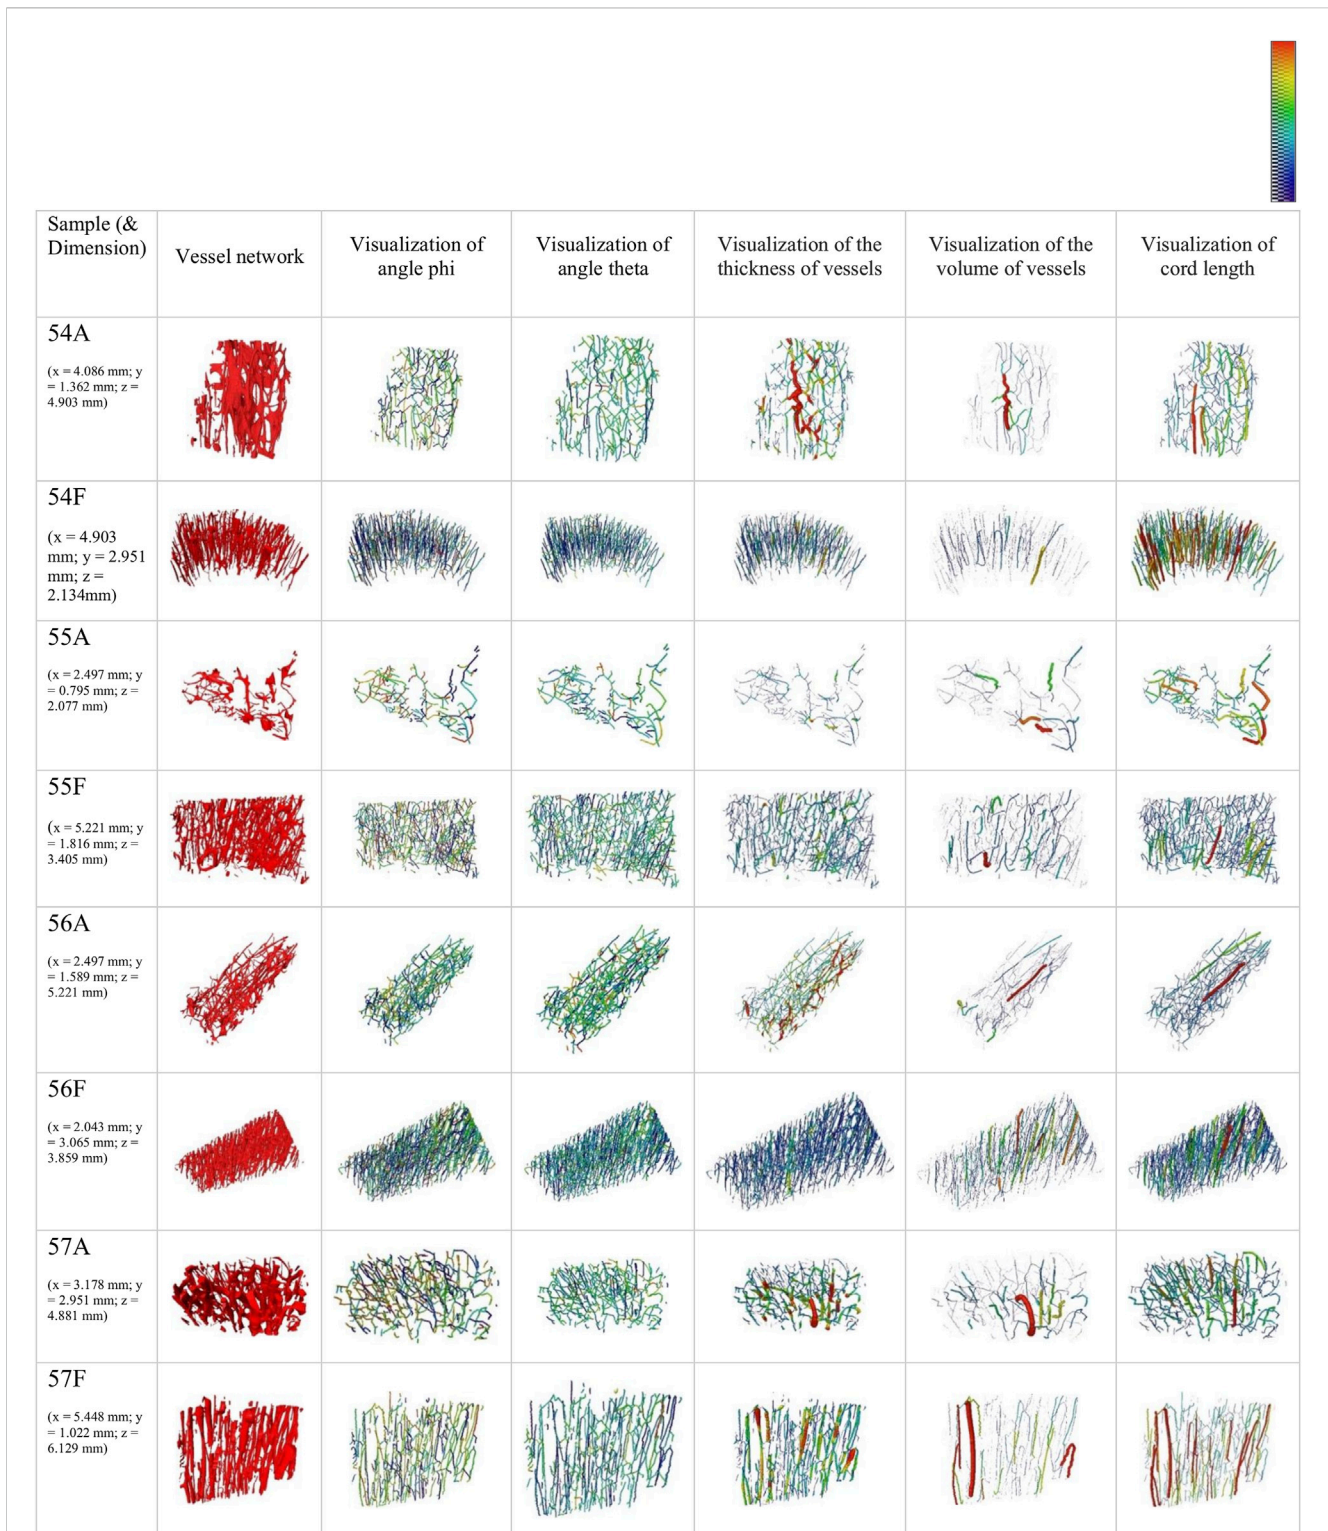 Sample (&
Dimension)
Vessel network
Visualization of
angle phi
Visualization of
angle theta
Visualization of the
thickness of vessels
Visualization of the
volume of vessels
Visualization of
cord length
54A
(x = 4.086 mm; y
= 1.362 mm; z =
4.903 mm)
54F
(x = 4.903
mm; y = 2.951
mm; z =
2.134mm)
55A
(x = 2.497 mm; y
= 0.795 mm; z =
2.077 mm)
55F
(x = 5.221 mm; y
= 1.816 mm; z =
3.405 mm)
56A
(x = 2.497 mm; y
= 1.589 mm; z =
5.221 mm)
56F
(x = 2.043 mm; y
= 3.065 mm; z =
3.859 mm)
57A
(x = 3.178 mm; y
= 2.951 mm; z =
4.881 mm)
57F
(x = 5.448 mm; y
= 1.022 mm; z =
6.129 mm)